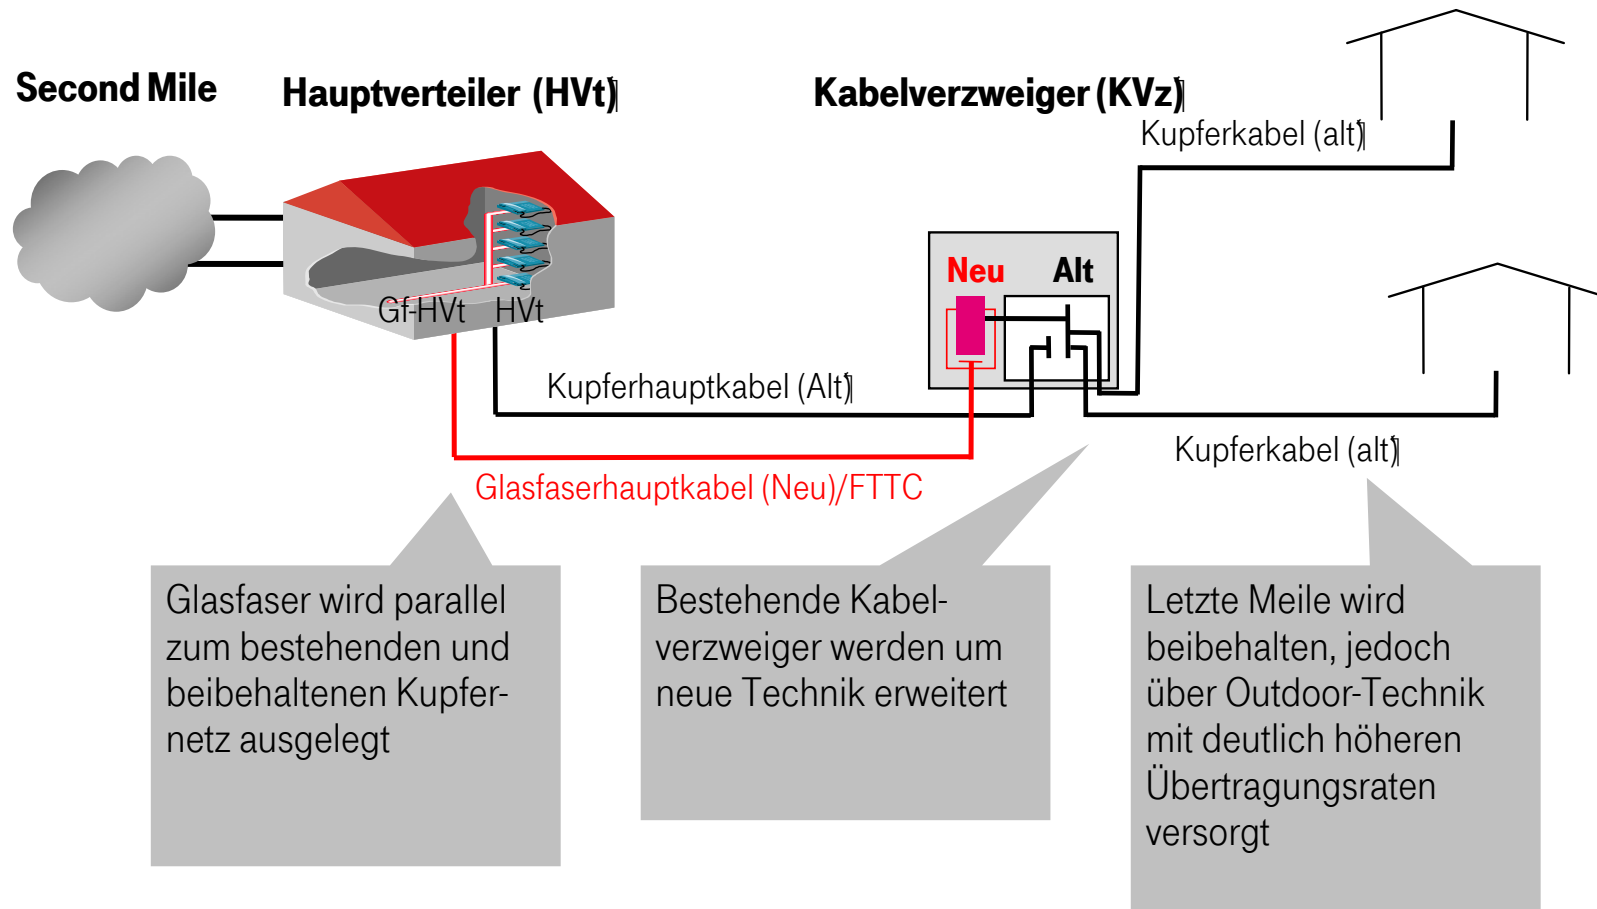 Second Mile
Hauptverteiler (HVt)
Kabelverzweiger (KVz)
Kupferkabel (alt)
Neu
Alt
Gf-HVt
HVt
Kupferhauptkabel (Alt)
Kupferkabel (alt)
Glasfaserhauptkabel (Neu)/FTTC
Glasfaser wird parallel
zum bestehenden und
beibehaltenen Kupfer-
netz ausgelegt
Bestehende Kabel-
verzweiger werden um
neue Technik erweitert
Letzte Meile wird
beibehalten, jedoch
über Outdoor-Technik
mit deutlich höheren
Übertragungsraten
versorgt